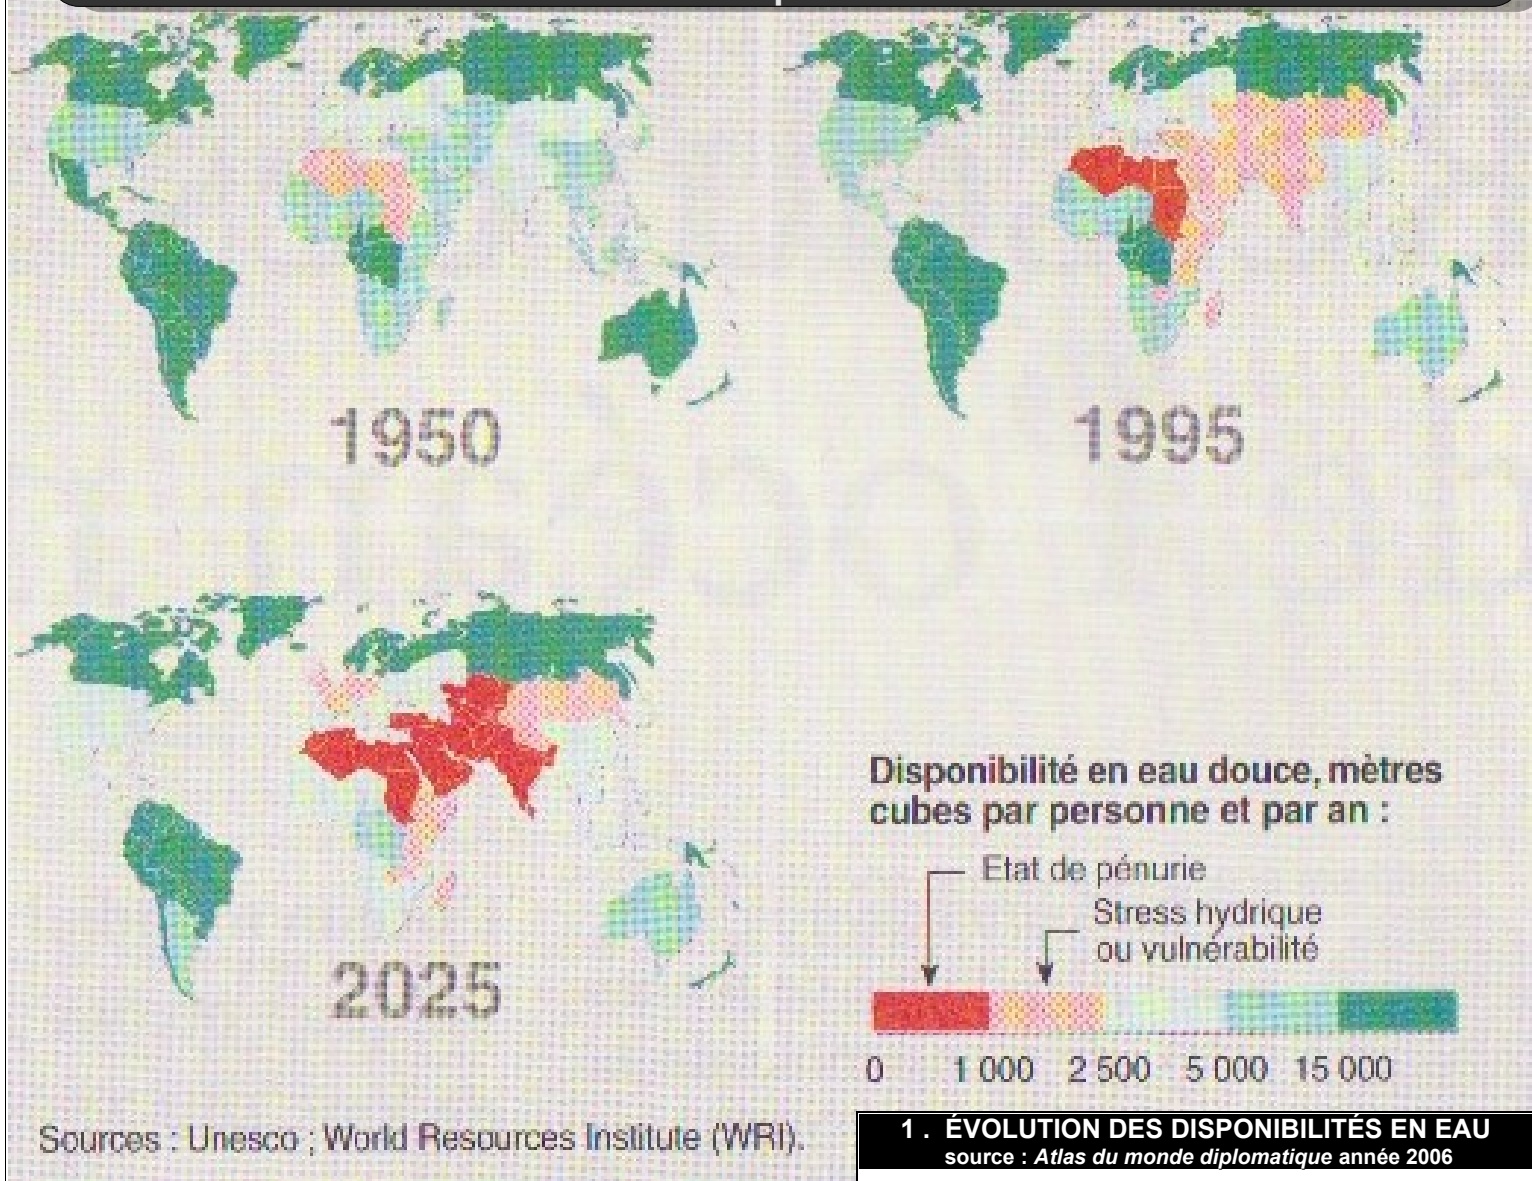 1950
1995
2025
Disponibilité en eau douce, mètres
cubes par personne et par an :
Etat de pénurie
Stress hydrique
ou vulnérabilité
0 1 000 2 500 5 000 15 000
Sources : Unesco ; World Resources Institute (WRI).
1 . ÉVOLUTION DES DISPONIBILITÉS EN EAU
source : Atlas du monde diplomatique année 2006